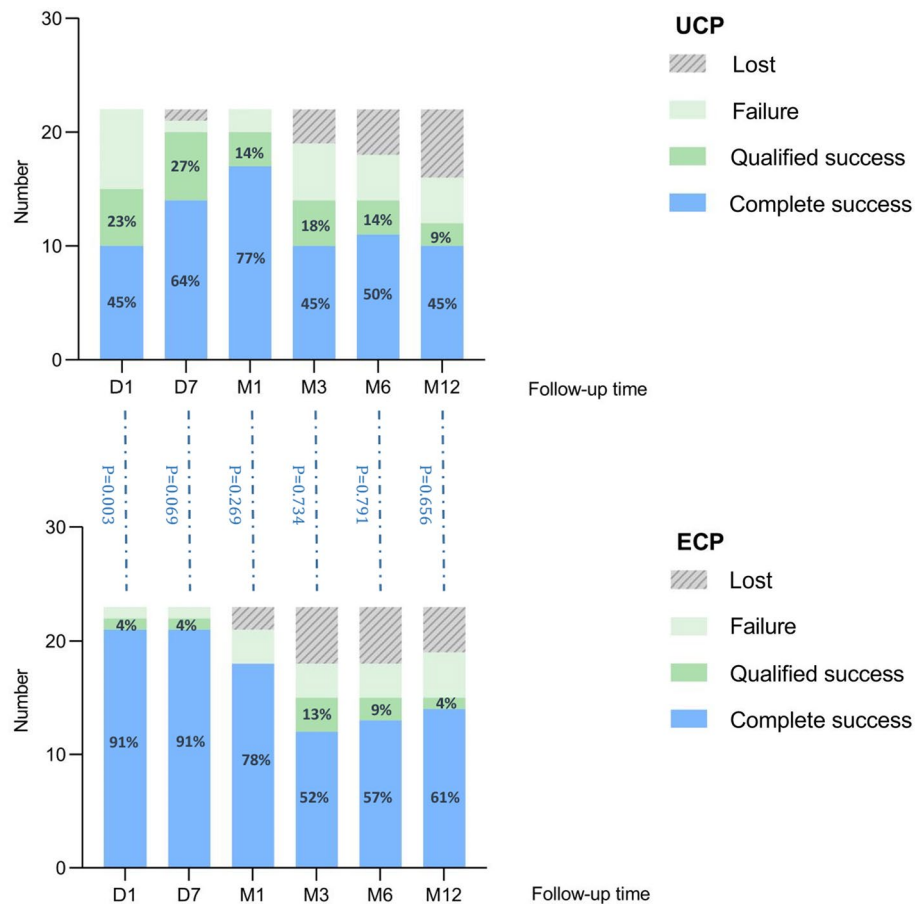 30
20
10
0
Number
23%
45%
27%
64%
14%
77%
18%
45%
14%
50%
9%
45%
D1 D7 M1 M3 M6 M12
Follow-up time
UCP
Lost
Failure
Qualified success
Complete success
P=0.003
P=0.069
P=0.269
P=0.734
P=0.791
P=0.656
30
20
10
0
Number
4%
91%
4%
91%
78%
13%
52%
9%
57%
4%
61%
D1 D7 M1 M3 M6 M12
Follow-up time
ECP
Lost
Failure
Qualified success
Complete success